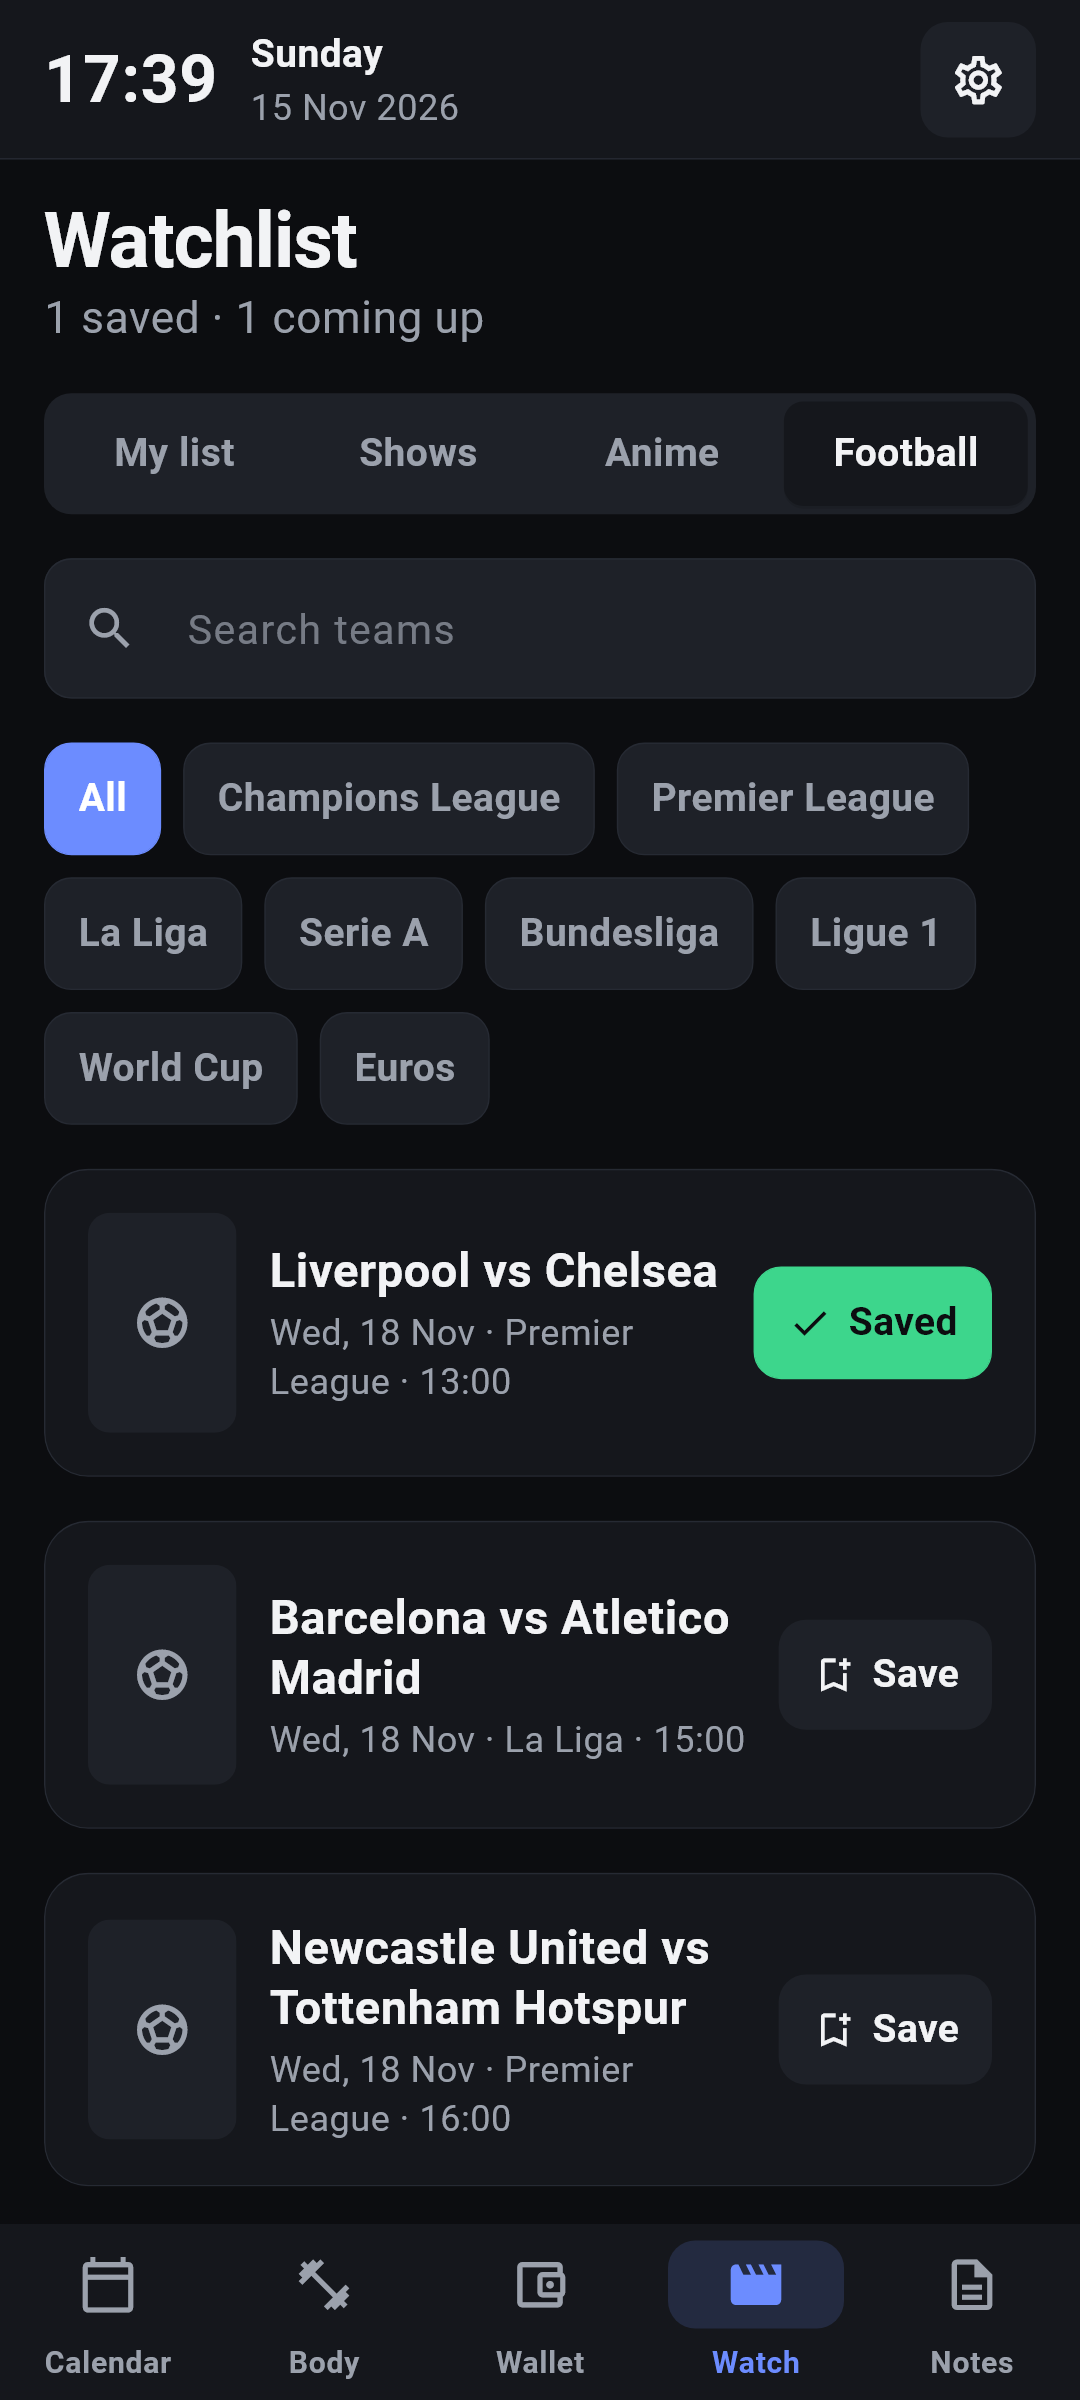 17:39
Sunday
15 Nov 2026
Watchlist
1 saved · 1 coming up
My list
Shows
Anime
Football
Search teams
All
Champions League
Premier League
La Liga
Serie A
Bundesliga
Ligue 1
World Cup
Euros
Liverpool vs Chelsea
Wed, 18 Nov · Premier
League · 13:00
Saved
Barcelona vs Atletico
Madrid
Wed, 18 Nov · La Liga · 15:00
Save
Newcastle United vs
Tottenham Hotspur
Wed, 18 Nov · Premier
League · 16:00
Save
Calendar
Body
Wallet
Watch
Notes